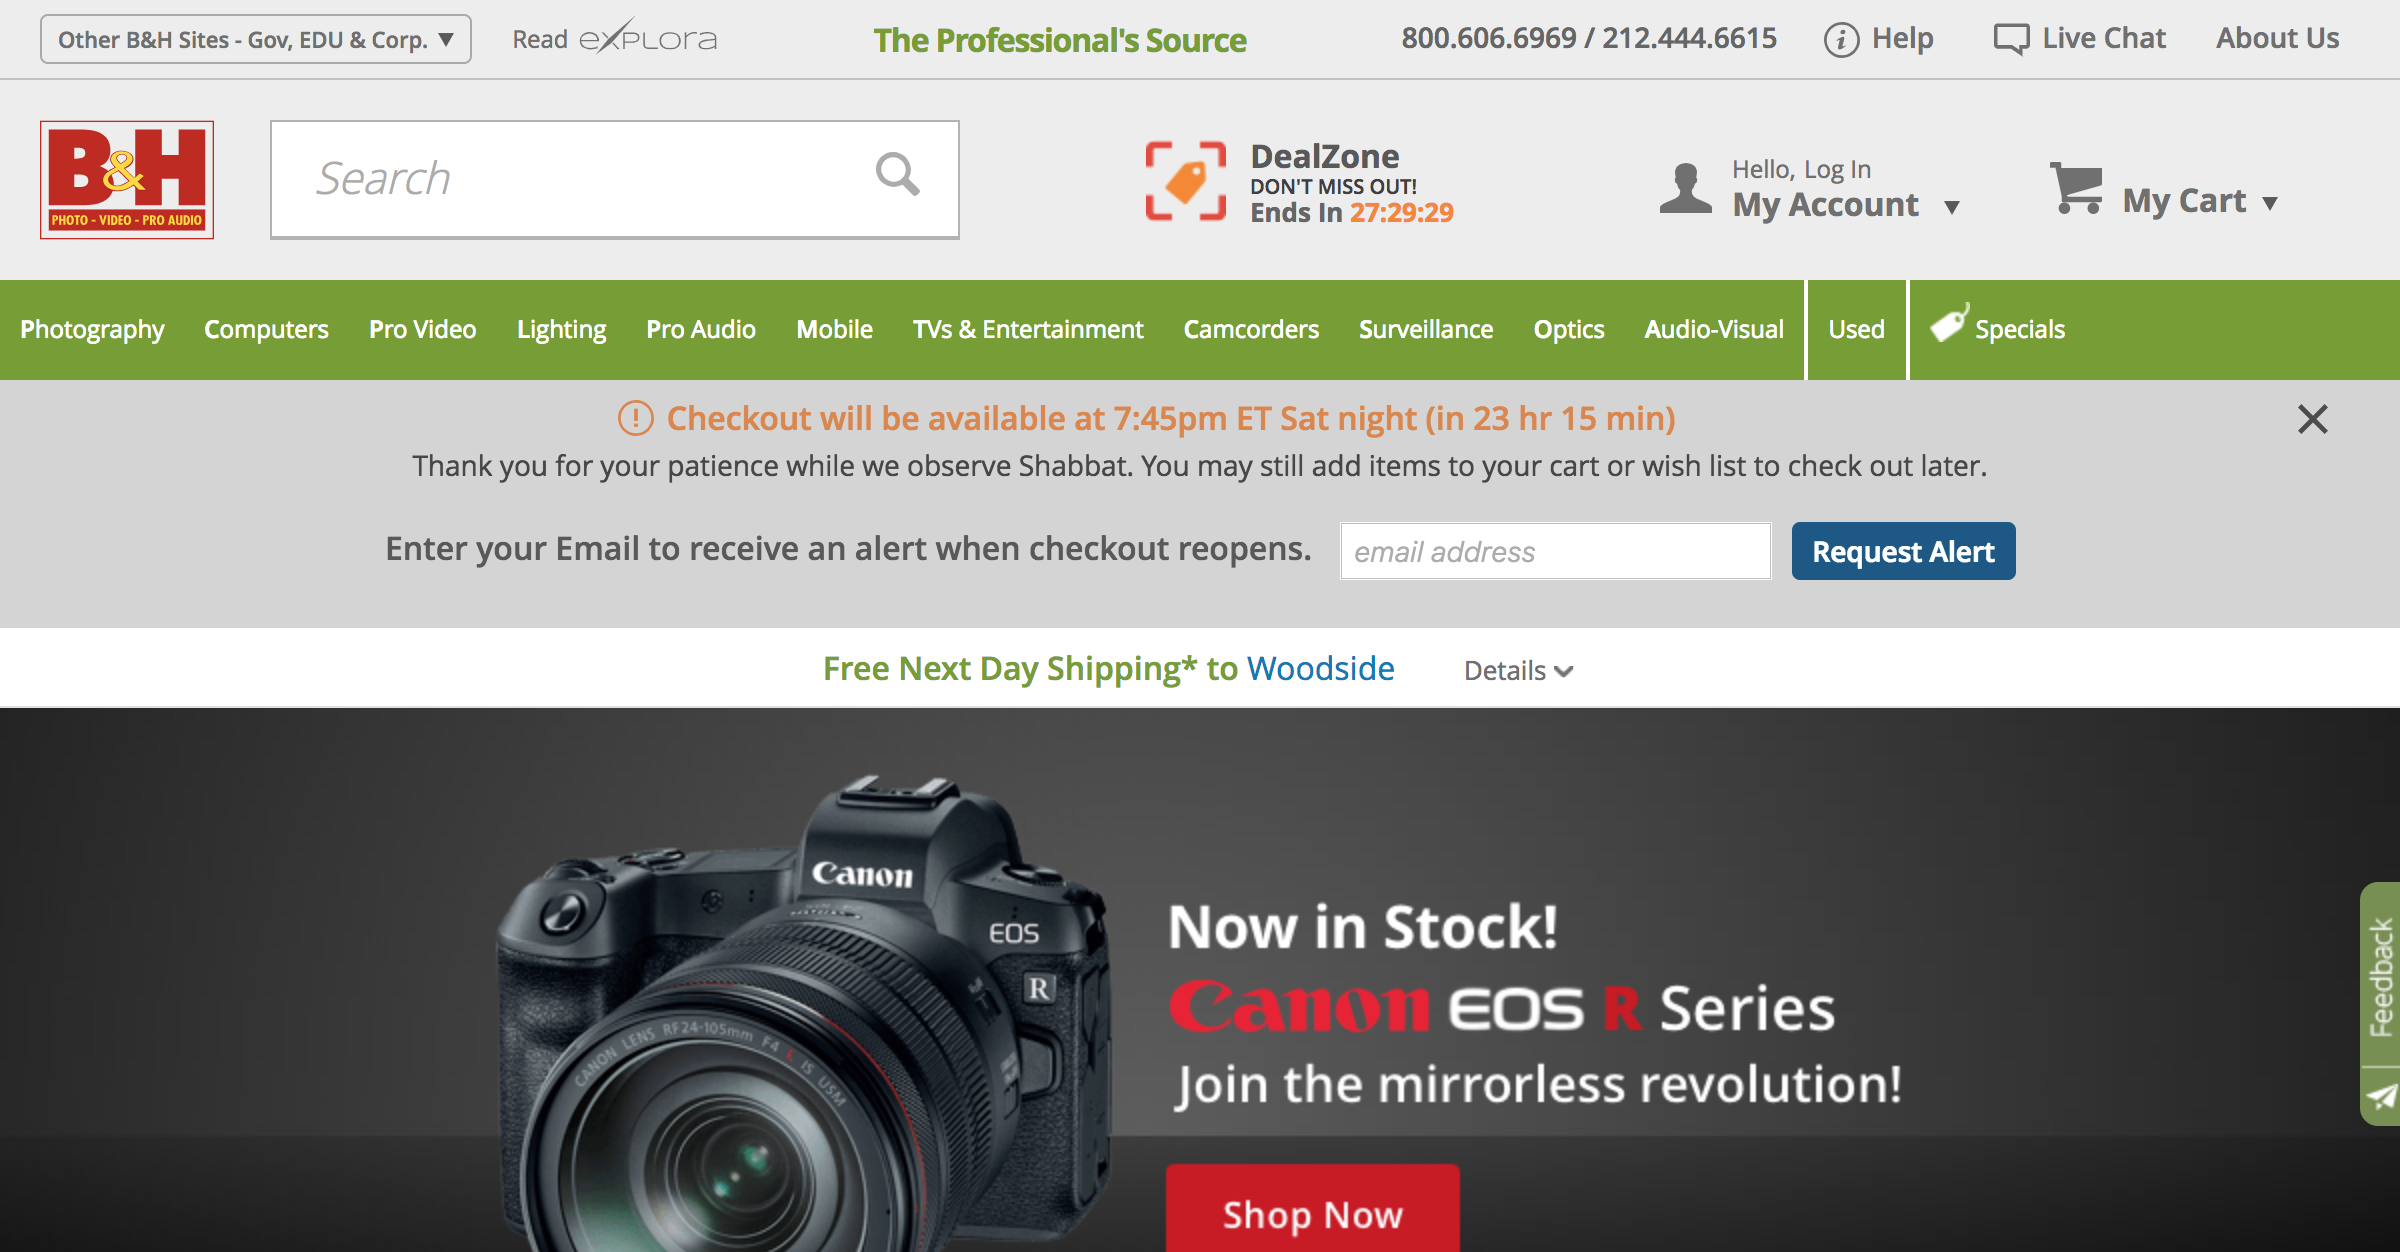 Other B&H Sites - Gov, EDU & Corp. ▼
Read eXPLORA
The Professional's Source
800.606.6969 / 212.444.6615
Help
Live Chat
About Us
B&H
PHOTO - VIDEO - PRO AUDIO
Search
DealZone
DON'T MISS OUT!
Ends In 27:29:29
Hello, Log In
My Account ▼
My Cart ▼
Photography
Computers
Pro Video
Lighting
Pro Audio
Mobile
TVs & Entertainment
Camcorders
Surveillance
Optics
Audio-Visual
Used
Specials
Checkout will be available at 7:45pm ET Sat night (in 23 hr 15 min)
Thank you for your patience while we observe Shabbat. You may still add items to your cart or wish list to check out later.
Enter your Email to receive an alert when checkout reopens.
email address
Request Alert
Free Next Day Shipping* to Woodside
Details
Canon
EOS
R
CANON LENS RF24-105mm F4 L IS USM
Now in Stock!
Canon EOS R Series
Join the mirrorless revolution!
Shop Now
Feedback